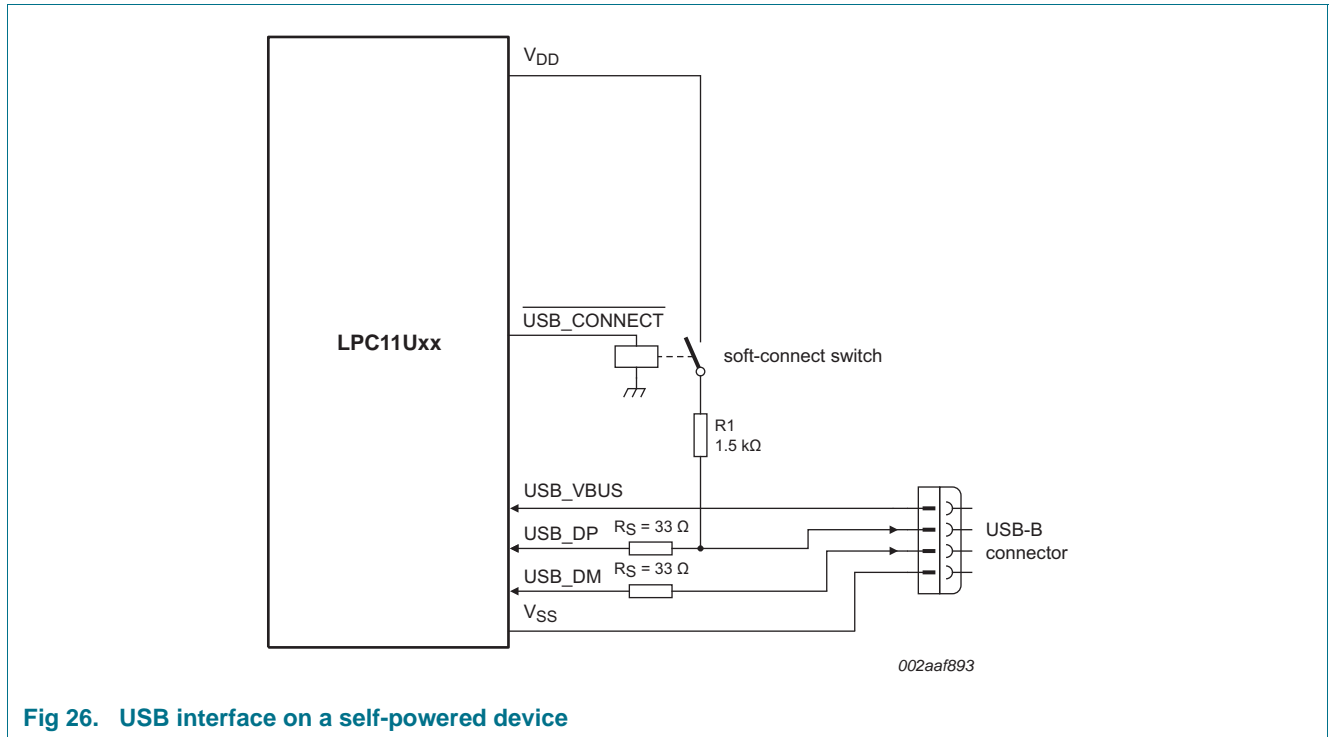 VDD
USB_CONNECT
LPC11Uxx
soft-connect switch
R1
1.5 kΩ
USB_VBUS
USB_DP
RS = 33 Ω
USB-B
connector
USB_DM
RS = 33 Ω
VSS
002aaf893
Fig 26. USB interface on a self-powered device